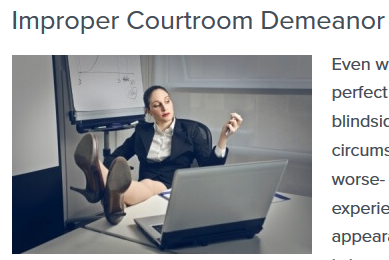 Improper Courtroom Demeanor
Even w
perfect
blindsid
circums
worse-
experie
appeara